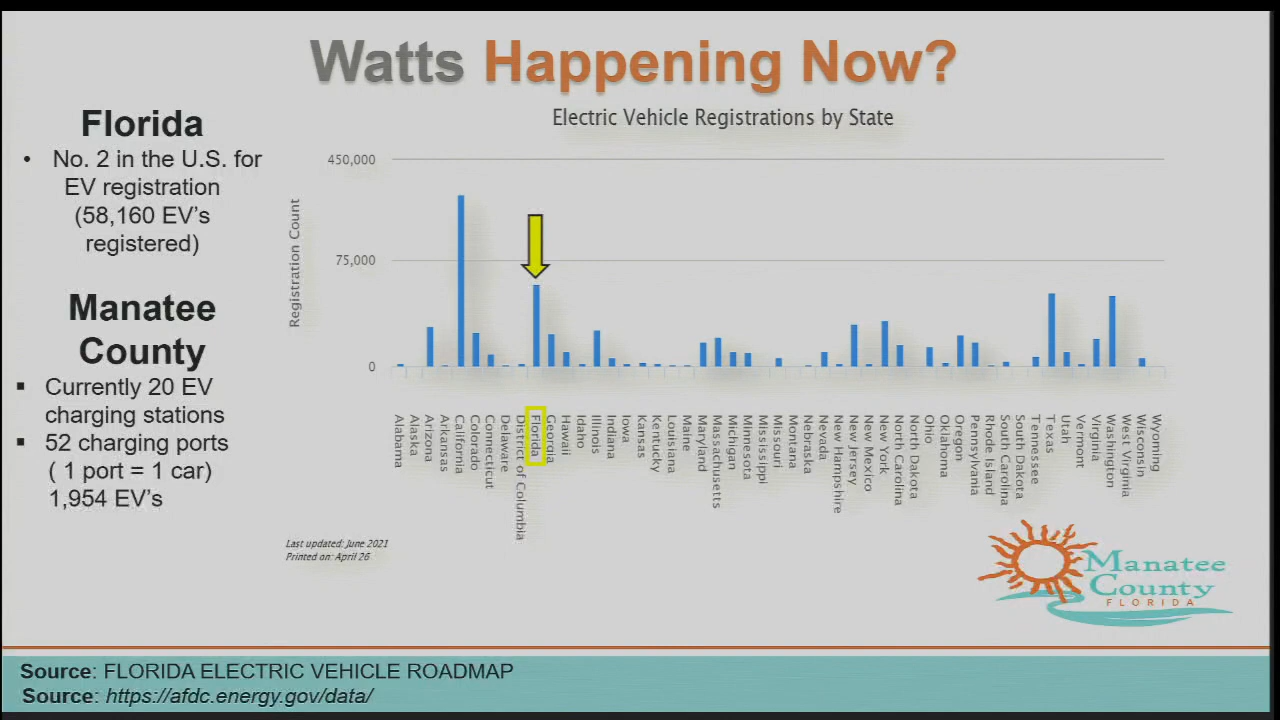 Watts Happening Now?
Florida
• No. 2 in the U.S. for
EV registration
(58,160 EV's
registered)
Manatee
County
▪ Currently 20 EV
charging stations
▪ 52 charging ports
( 1 port = 1 car)
1,954 EV's
Electric Vehicle Registrations by State
Registration Count
450,000
75,000
0
Alabama
Alaska
Arizona
Arkansas
California
Colorado
Connecticut
Delaware
District of Columbia
Florida
Georgia
Hawaii
Idaho
Illinois
Indiana
Iowa
Kansas
Kentucky
Louisiana
Maine
Maryland
Massachusetts
Michigan
Minnesota
Mississippi
Missouri
Montana
Nebraska
Nevada
New Hampshire
New Jersey
New Mexico
New York
North Carolina
North Dakota
Ohio
Oklahoma
Oregon
Pennsylvania
Rhode Island
South Carolina
South Dakota
Tennessee
Texas
Utah
Vermont
Virginia
Washington
West Virginia
Wisconsin
Wyoming
Last updated: June 2021
Printed on: April 26
Manatee
County
FLORIDA
Source: FLORIDA ELECTRIC VEHICLE ROADMAP
Source: https://afdc.energy.gov/data/